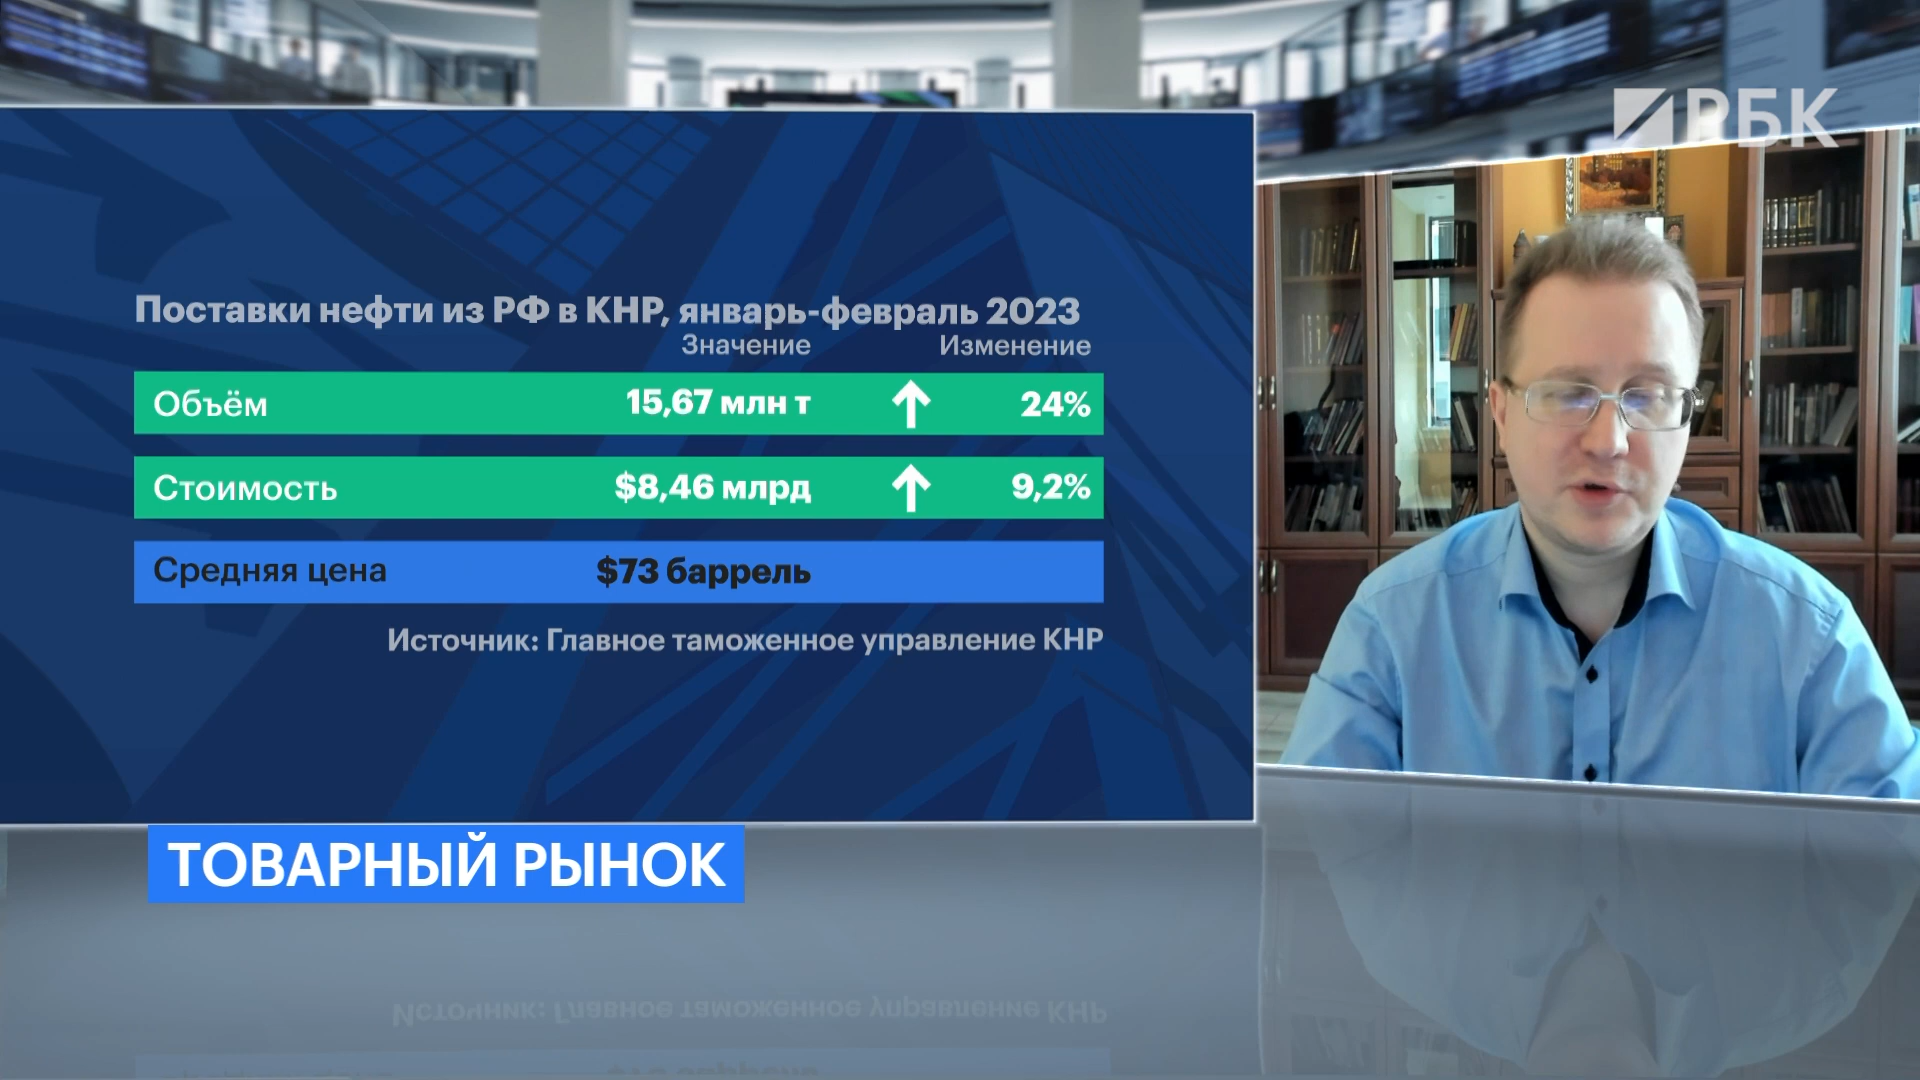 РБК
Поставки нефти из РФ в КНР, январь-февраль 2023
Значение Изменение
Объём 15,67 млн т 24%
Стоимость $8,46 млрд 9,2%
Средняя цена $73 баррель
Источник: Главное таможенное управление КНР
ТОВАРНЫЙ РЫНОК